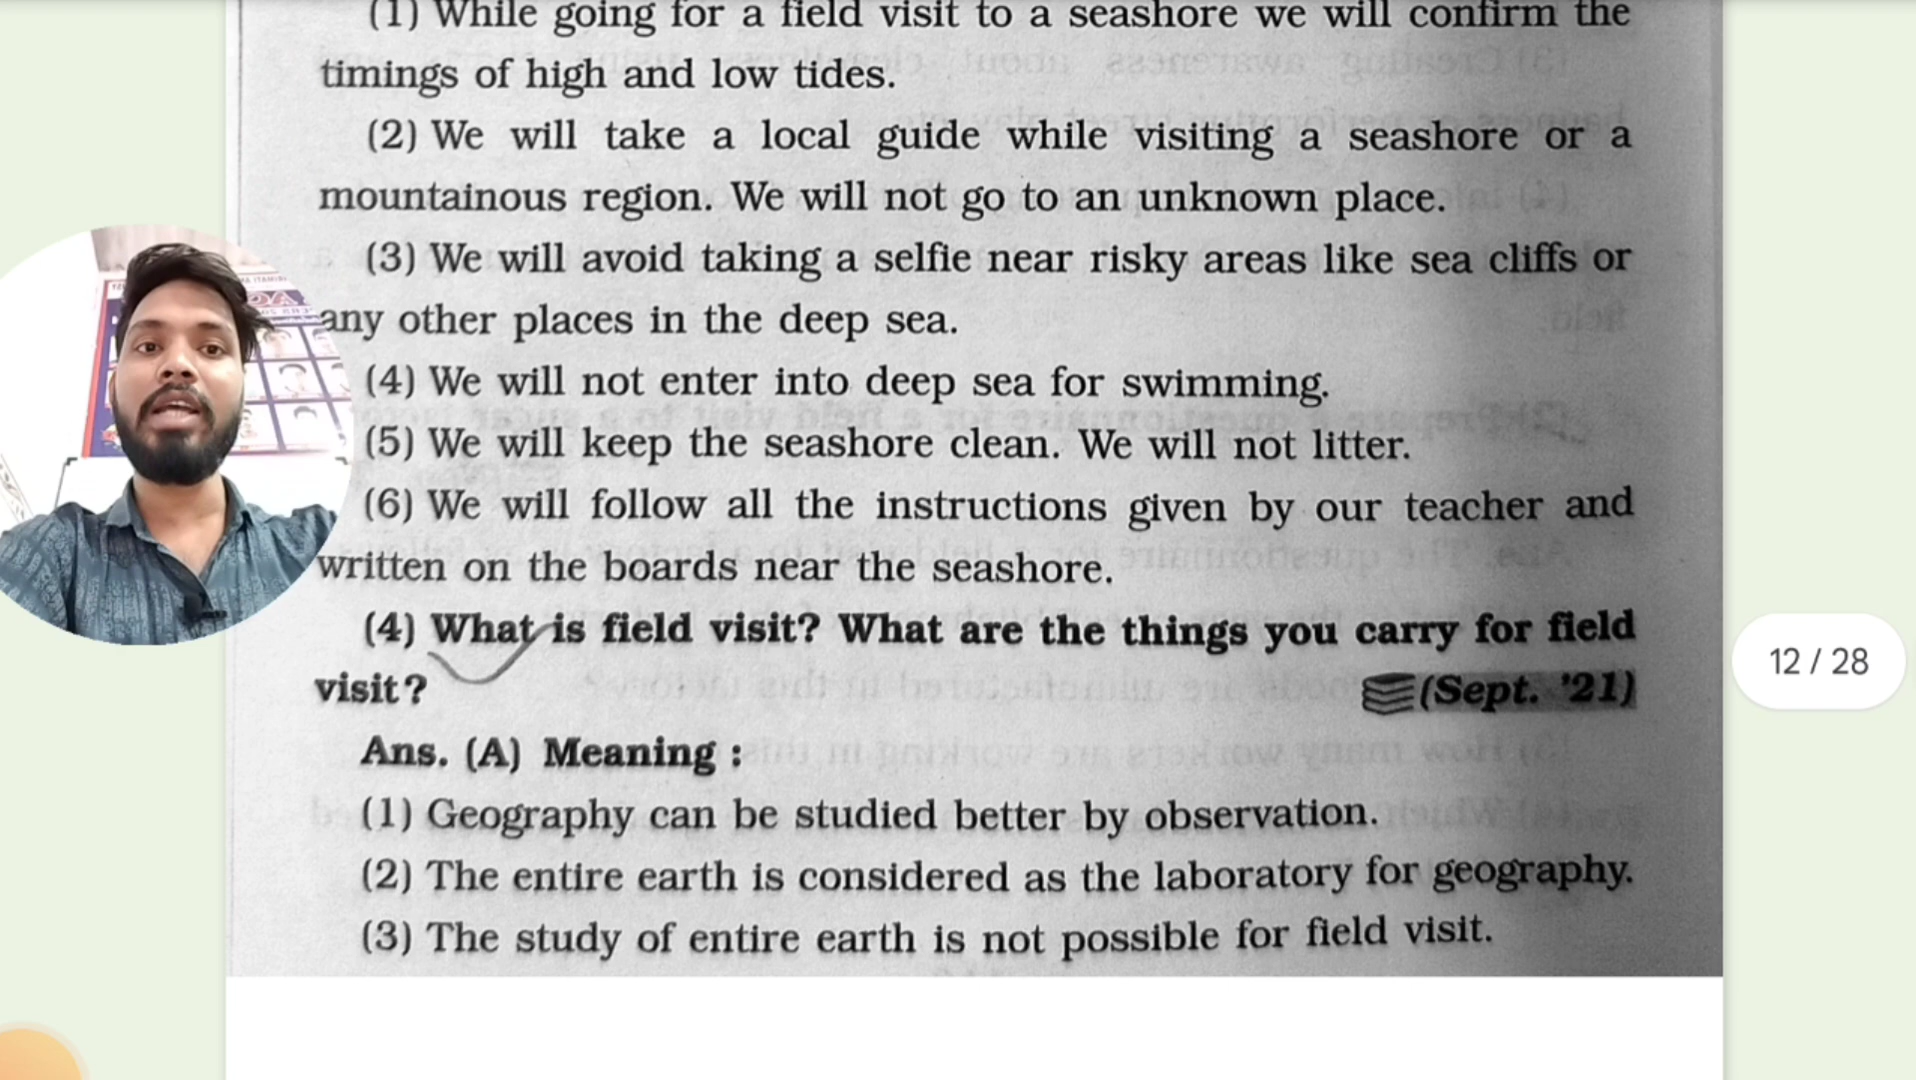 (1) While going for a field visit to a seashore we will confirm the
timings of high and low tides.
(2) We will take a local guide while visiting a seashore or a
mountainous region. We will not go to an unknown place.
(3) We will avoid taking a selfie near risky areas like sea cliffs or
any other places in the deep sea.
(4) We will not enter into deep sea for swimming.
(5) We will keep the seashore clean. We will not litter.
(6) We will follow all the instructions given by our teacher and
written on the boards near the seashore.
(4) What is field visit? What are the things you carry for field
visit?
(Sept. '21)
Ans. (A) Meaning :
(1) Geography can be studied better by observation.
(2) The entire earth is considered as the laboratory for geography.
(3) The study of entire earth is not possible for field visit.
12 / 28